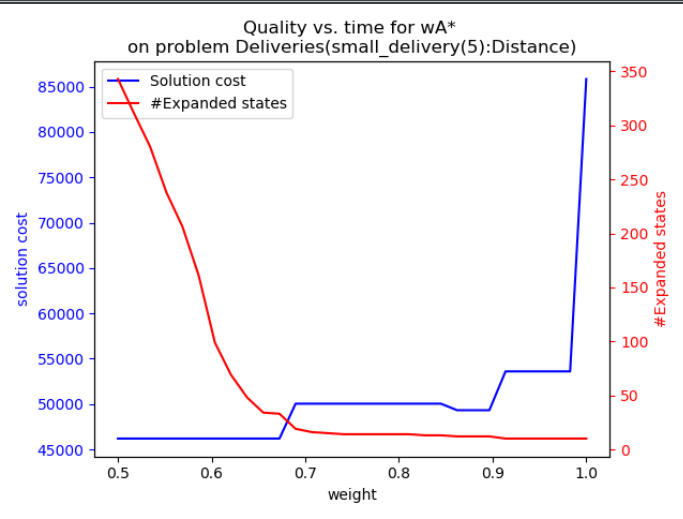 Quality vs. time for wA*
on problem Deliveries(small_delivery(5):Distance)
Solution cost
#Expanded states
85000
80000
75000
70000
65000
60000
55000
50000
45000
solution cost
350
300
250
200
150
100
50
0
#Expanded states
0.5 0.6 0.7 0.8 0.9 1.0
weight